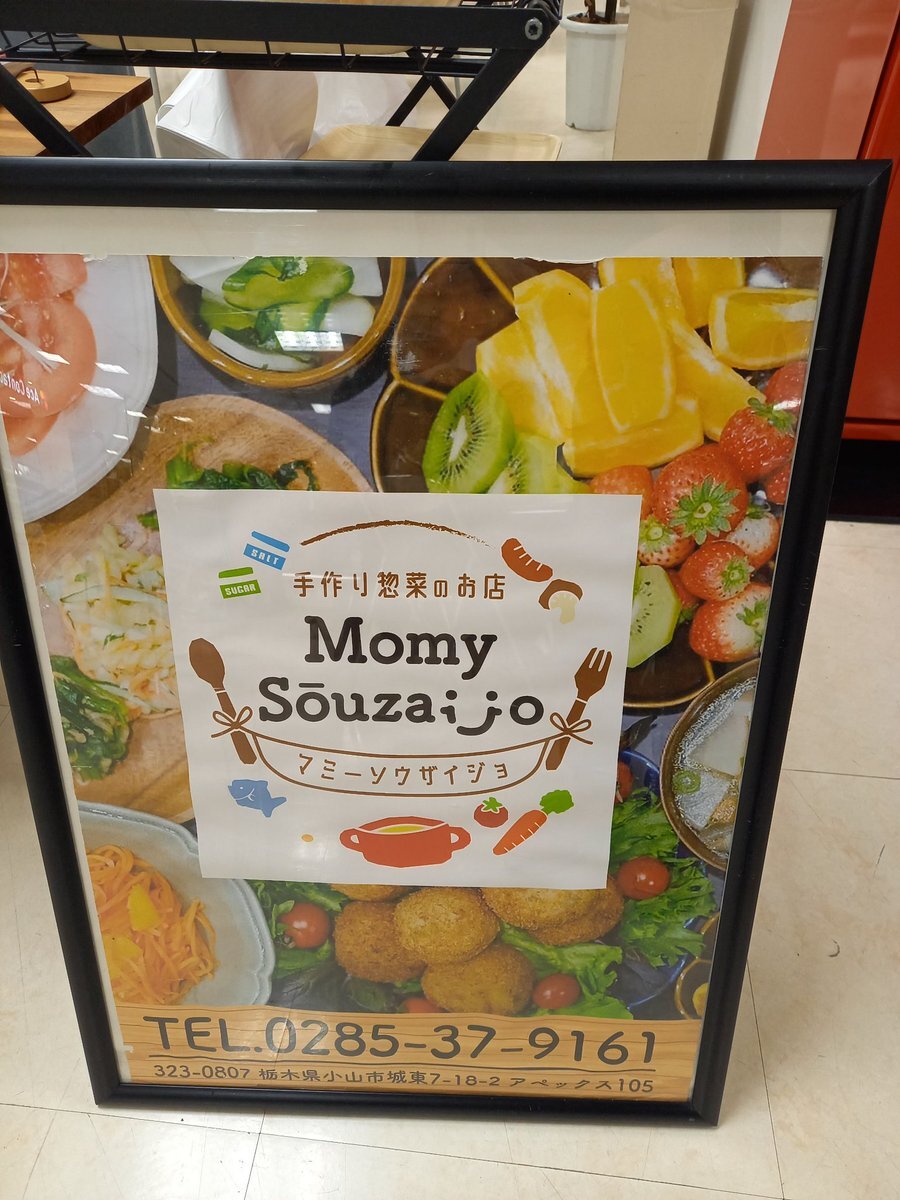 SALT
SUGAR
手作り惣菜のお店
Momy
Sōuzaijo
マミーソウザイジョ
TEL.0285-37-9161
323-0807 栃木県小山市城東7-18-2 アペックス105